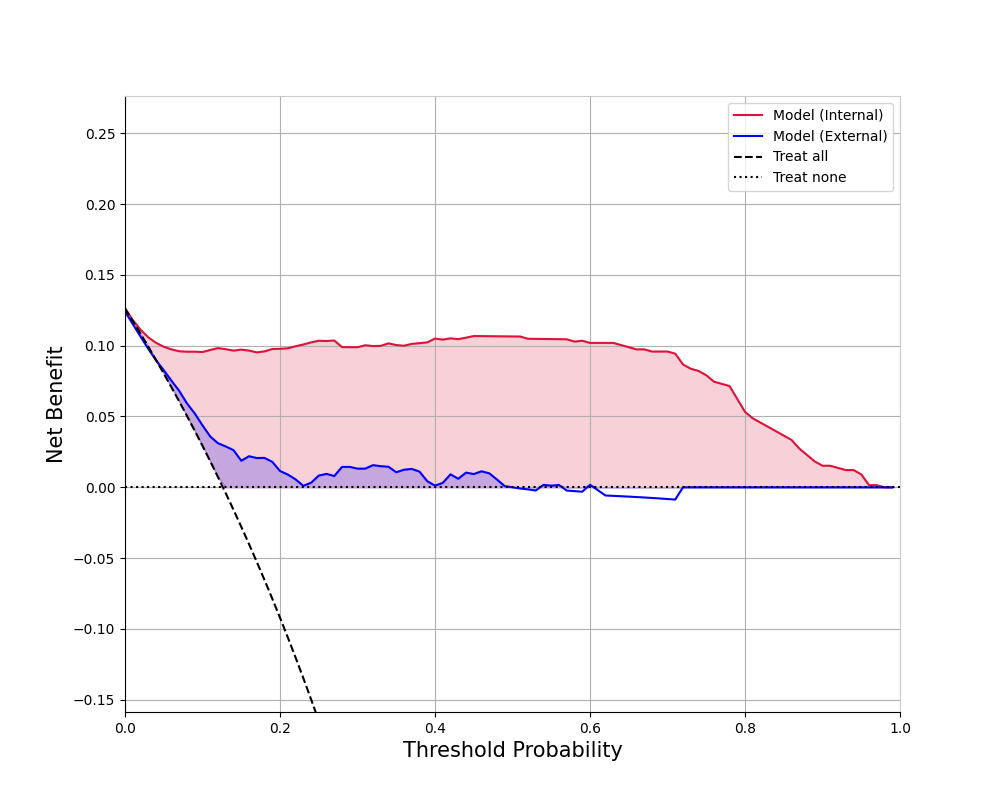 Model (Internal)
Model (External)
Treat all
Treat none
0.25
0.20
0.15
0.10
0.05
0.00
−0.05
−0.10
−0.15
Net Benefit
0.0
0.2
0.4
0.6
0.8
1.0
Threshold Probability